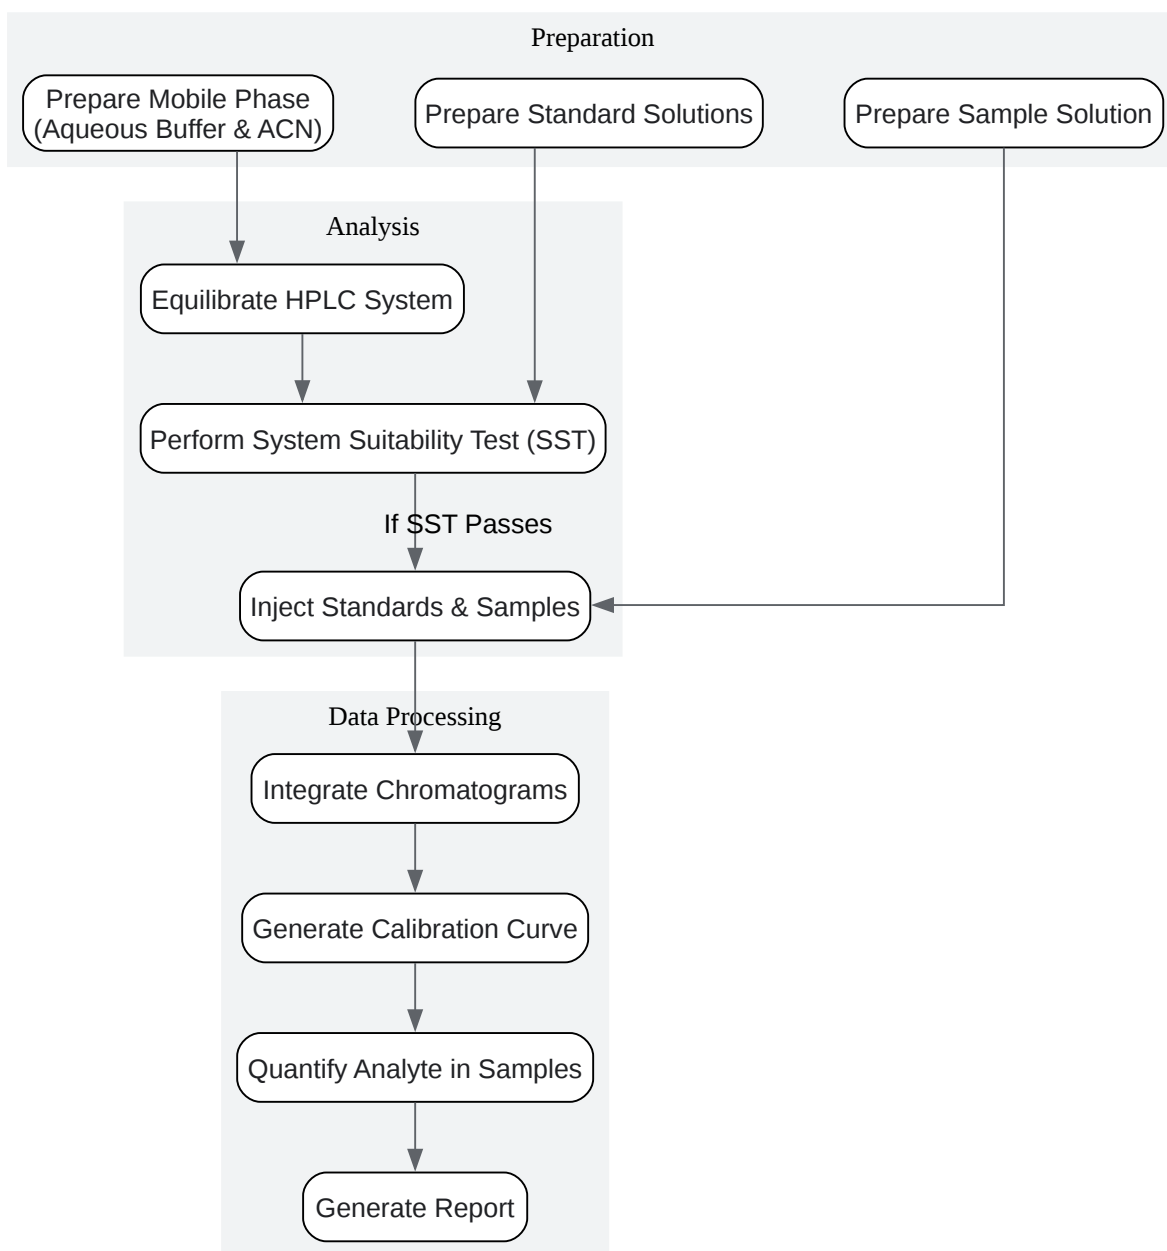 Preparation
Prepare Mobile Phase
(Aqueous Buffer & ACN)
Prepare Standard Solutions
Prepare Sample Solution
Analysis
Equilibrate HPLC System
Perform System Suitability Test (SST)
If SST Passes
Inject Standards & Samples
Data Processing
Integrate Chromatograms
Generate Calibration Curve
Quantify Analyte in Samples
Generate Report